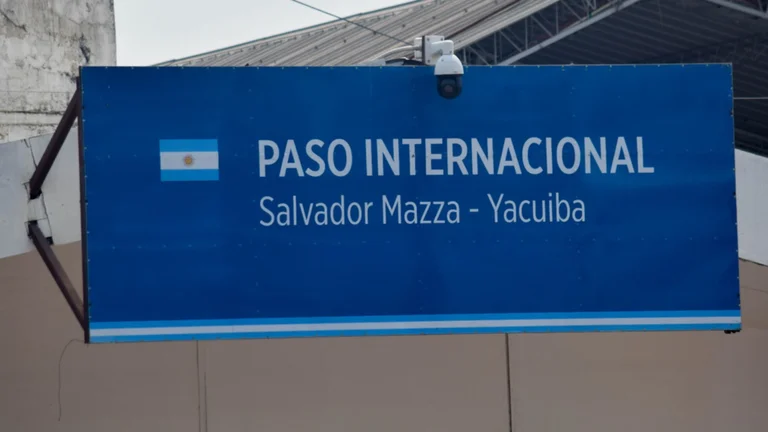 PASO INTERNACIONAL
Salvador Mazza - Yacuiba